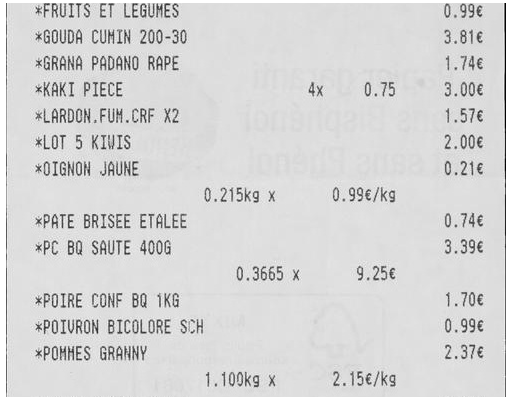 *FRUITS ET LEGUMES 0.99€
*GOUDA CUMIN 200-30 3.81€
*GRANA PADANO RAPE 1.74€
*KAKI PIECE 4x 0.75 3.00€
*LARDON.FUM.CRF X2 1.57€
*LOT 5 KIWIS 2.00€
*OIGNON JAUNE 0.21€
0.215kg x 0.99€/kg
*PATE BRISEE ETALEE 0.74€
*PC BQ SAUTE 400G 3.39€
0.3665 x 9.25€
*POIRE CONF BQ 1KG 1.70€
*POIVRON BICOLORE SCH 0.99€
*POMMES GRANNY 2.37€
1.100kg x 2.15€/kg